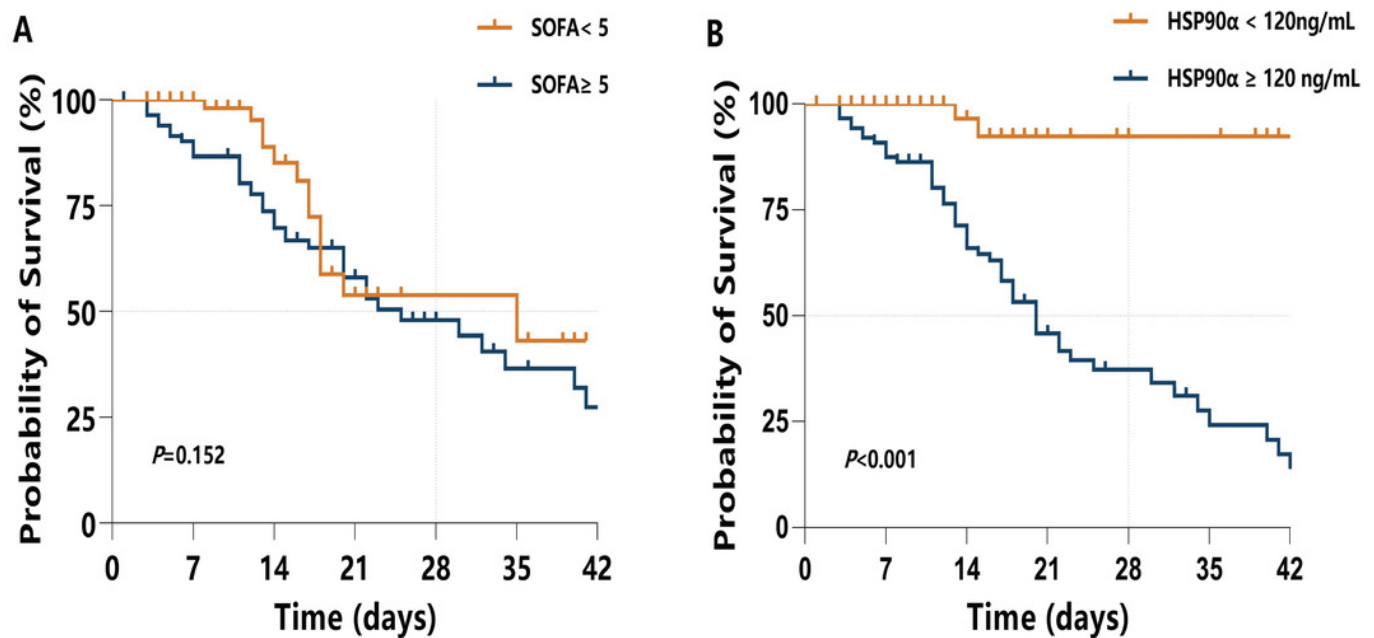 A
SOFA< 5
SOFA≥ 5
Probability of Survival (%)
100
75
50
25
0
P=0.152
0 7 14 21 28 35 42
Time (days)
B
HSP90α < 120ng/mL
HSP90α ≥ 120 ng/mL
Probability of Survival (%)
100
75
50
25
0
P<0.001
0 7 14 21 28 35 42
Time (days)